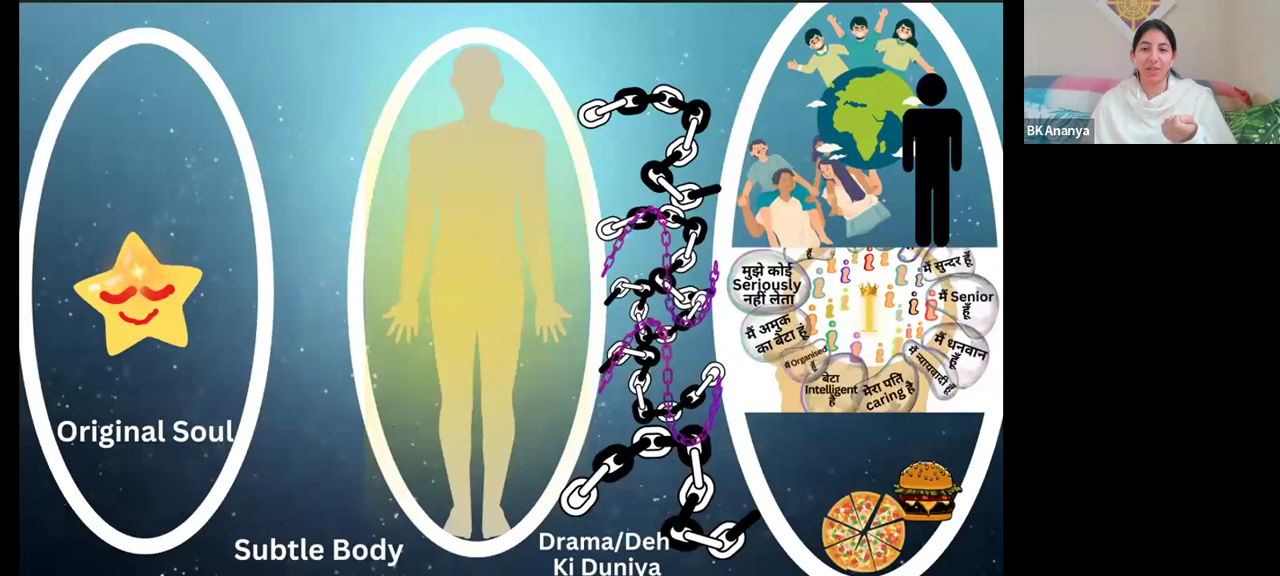 Original Soul
Subtle Body
Drama/Deh
Ki Duniya
मुझे कोई
Seriously
नहीं लेता
मैं अमुक
का बेटा हूं
मैं Organised
हूँ
बेटा
Intelligent
है
मेरा पति
caring है
मैं न्यायवादी हूँ
मैं धनवान
हूँ
मैं Senior
हूँ
मैं सुन्दर हूँ
BK Ananya